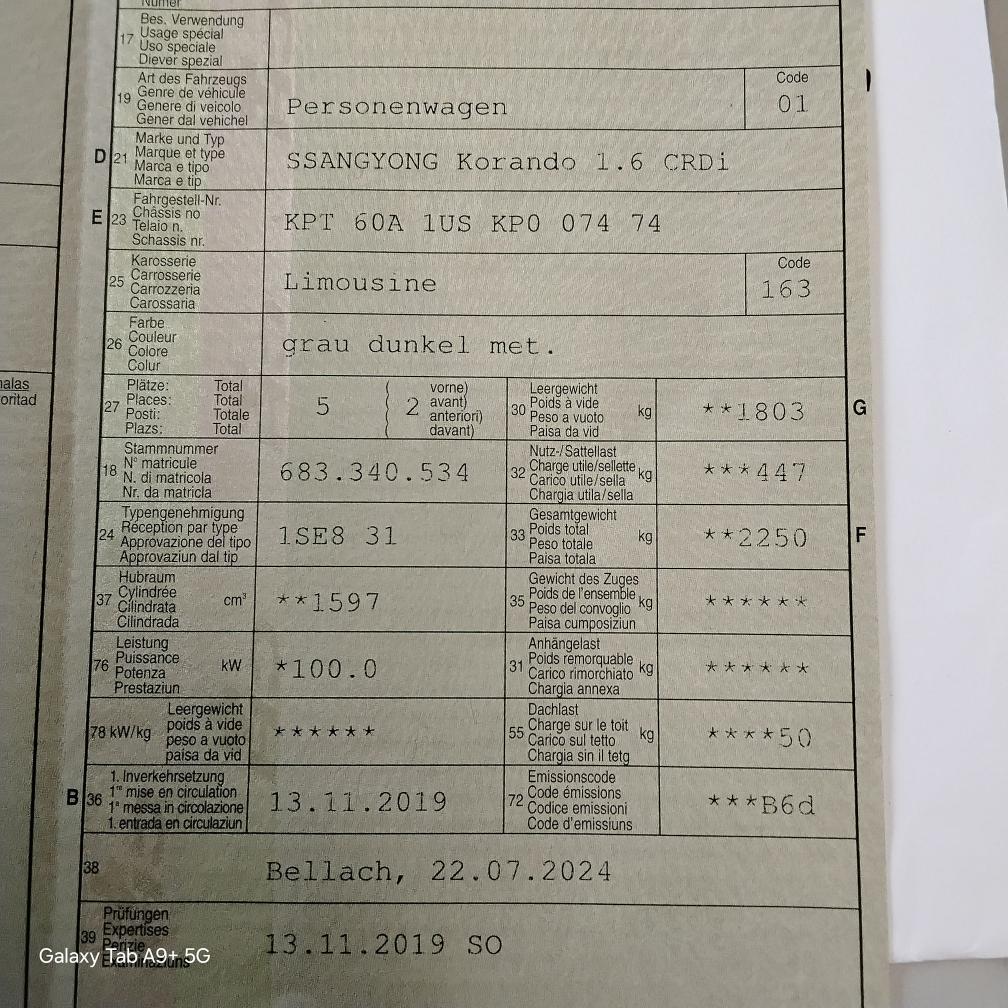 Numer
17 Bes. Verwendung
Usage spécial
Uso speciale
Diever spezial
19 Art des Fahrzeugs
Genre de véhicule
Genere di veicolo
Gener dal vehichel
Personenwagen
Code
01
D 21 Marke und Typ
Marque et type
Marca e tipo
Marca e tip
SSANGYONG Korando 1.6 CRDi
E 23 Fahrgestell-Nr.
Châssis no
Telaio n.
Schassis nr.
KPT 60A 1US KP0 074 74
25 Karosserie
Carrosserie
Carrozzeria
Carossaria
Limousine
Code
163
26 Farbe
Couleur
Colore
Colur
grau dunkel met.
27 Plätze: Total
Places: Total
Posti: Totale
Plazs: Total
5 ( 2 vorne)
avant)
anteriori)
davant)
30 Leergewicht
Poids à vide
Peso a vuoto
Paisa da vid
kg **1803 G
18 Stammnummer
N° matricule
N. di matricola
Nr. da matricla
683.340.534
32 Nutz-/Sattellast
Charge utile/sellette
Carico utile/sella
Chargia utila/sella
kg ***447
24 Typengenehmigung
Réception par type
Approvazione del tipo
Approvaziun dal tip
1SE8 31
33 Gesamtgewicht
Poids total
Peso totale
Paisa totala
kg **2250 F
37 Hubraum
Cylindrée
Cilindrata
Cilindrada
cm³ **1597
35 Gewicht des Zuges
Poids de l'ensemble
Peso del convoglio
Paisa cumposiziun
kg ******
76 Leistung
Puissance
Potenza
Prestaziun
kW *100.0
31 Anhängelast
Poids remorquable
Carico rimorchiato
Chargia annexa
kg ******
78 kW/kg Leergewicht
poids à vide
peso a vuoto
paisa da vid
******
55 Dachlast
Charge sur le toit
Carico sul tetto
Chargia sin il tetg
kg ****50
B 36 1. Inverkehrsetzung
1re mise en circulation
1a messa in circolazione
1. entrada en circulaziun
13.11.2019
72 Emissionscode
Code émissions
Codice emissioni
Code d'emissiuns
***B6d
38 Bellach, 22.07.2024
39 Prüfungen
Expertises
Perizie
Examinaziuns
13.11.2019 SO
Galaxy Tab A9+ 5G